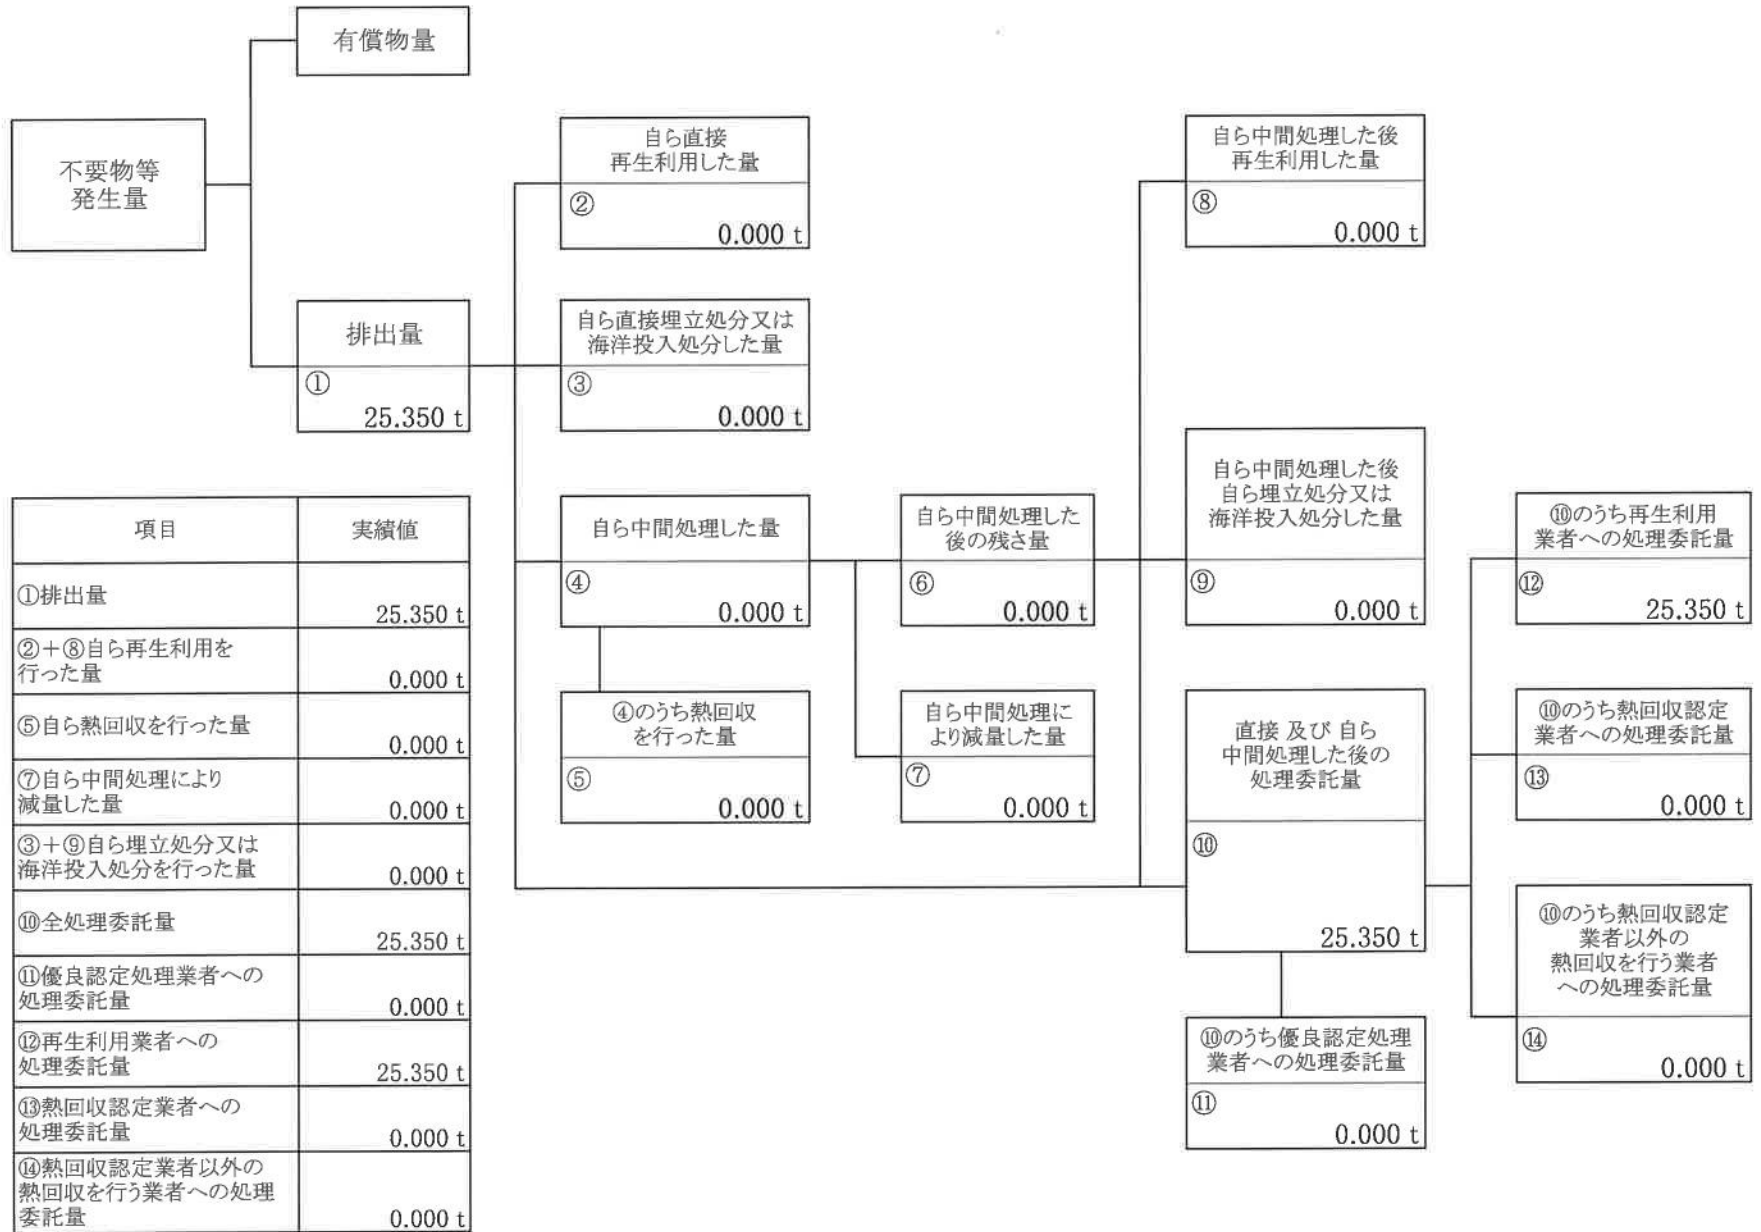 有償物量
不要物等
発生量
排出量
①
25.350 t
自ら直接
再生利用した量
②
0.000 t
自ら直接埋立処分又は
海洋投入処分した量
③
0.000 t
自ら中間処理した量
④
0.000 t
④のうち熱回収
を行った量
⑤
0.000 t
自ら中間処理した
後の残さ量
⑥
0.000 t
自ら中間処理に
より減量した量
⑦
0.000 t
自ら中間処理した後
再生利用した量
⑧
0.000 t
自ら中間処理した後
自ら埋立処分又は
海洋投入処分した量
⑨
0.000 t
直接 及び 自ら
中間処理した後の
処理委託量
⑩
25.350 t
⑩のうち優良認定処理
業者への処理委託量
⑪
0.000 t
⑩のうち再生利用
業者への処理委託量
⑫
25.350 t
⑩のうち熱回収認定
業者への処理委託量
⑬
0.000 t
⑩のうち熱回収認定
業者以外の
熱回収を行う業者
への処理委託量
⑭
0.000 t
項目 実績値
①排出量
25.350 t
②+⑧自ら再生利用を
行った量
0.000 t
⑤自ら熱回収を行った量
0.000 t
⑦自ら中間処理により
減量した量
0.000 t
③+⑨自ら埋立処分又は
海洋投入処分を行った量
0.000 t
⑩全処理委託量
25.350 t
⑪優良認定処理業者への
処理委託量
0.000 t
⑫再生利用業者への
処理委託量
25.350 t
⑬熱回収認定業者への
処理委託量
0.000 t
⑭熱回収認定業者以外の
熱回収を行う業者への処理
委託量
0.000 t